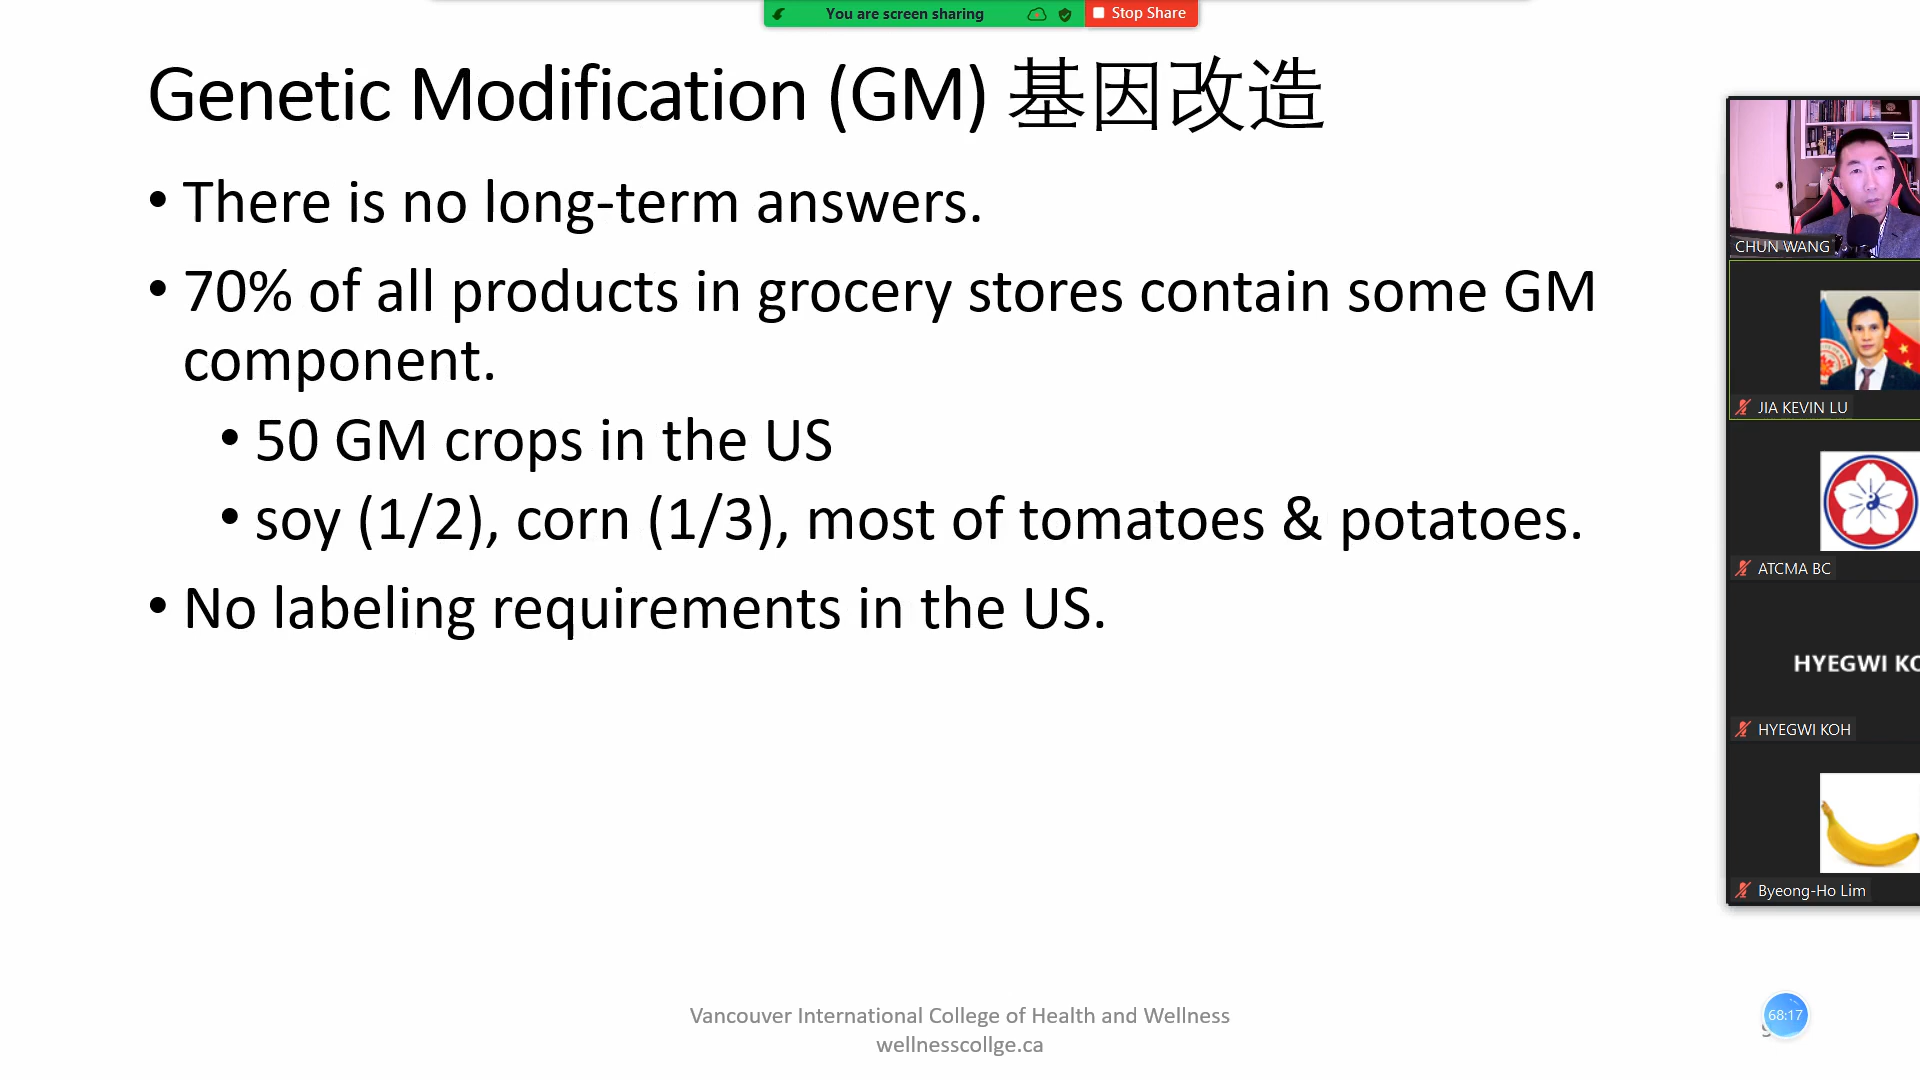 You are screen sharing
Stop Share
Genetic Modification (GM) 基因改造
• There is no long-term answers.
• 70% of all products in grocery stores contain some GM
component.
• 50 GM crops in the US
• soy (1/2), corn (1/3), most of tomatoes & potatoes.
• No labeling requirements in the US.
CHUN WANG
JIA KEVIN LU
ATCMA BC
HYEGWI
HYEGWI KOH
Byeong-Ho Lim
Vancouver International College of Health and Wellness
wellnesscollge.ca
68:17